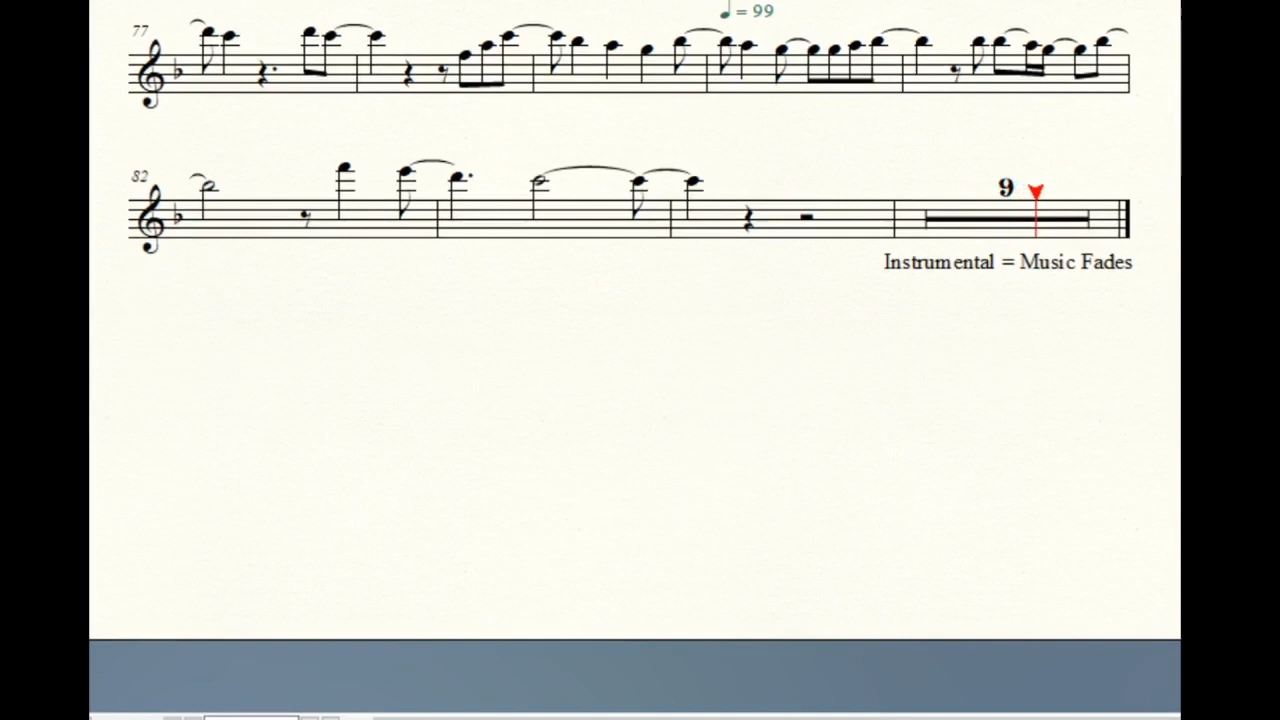 = 99
77
82
9
Instrumental = Music Fades